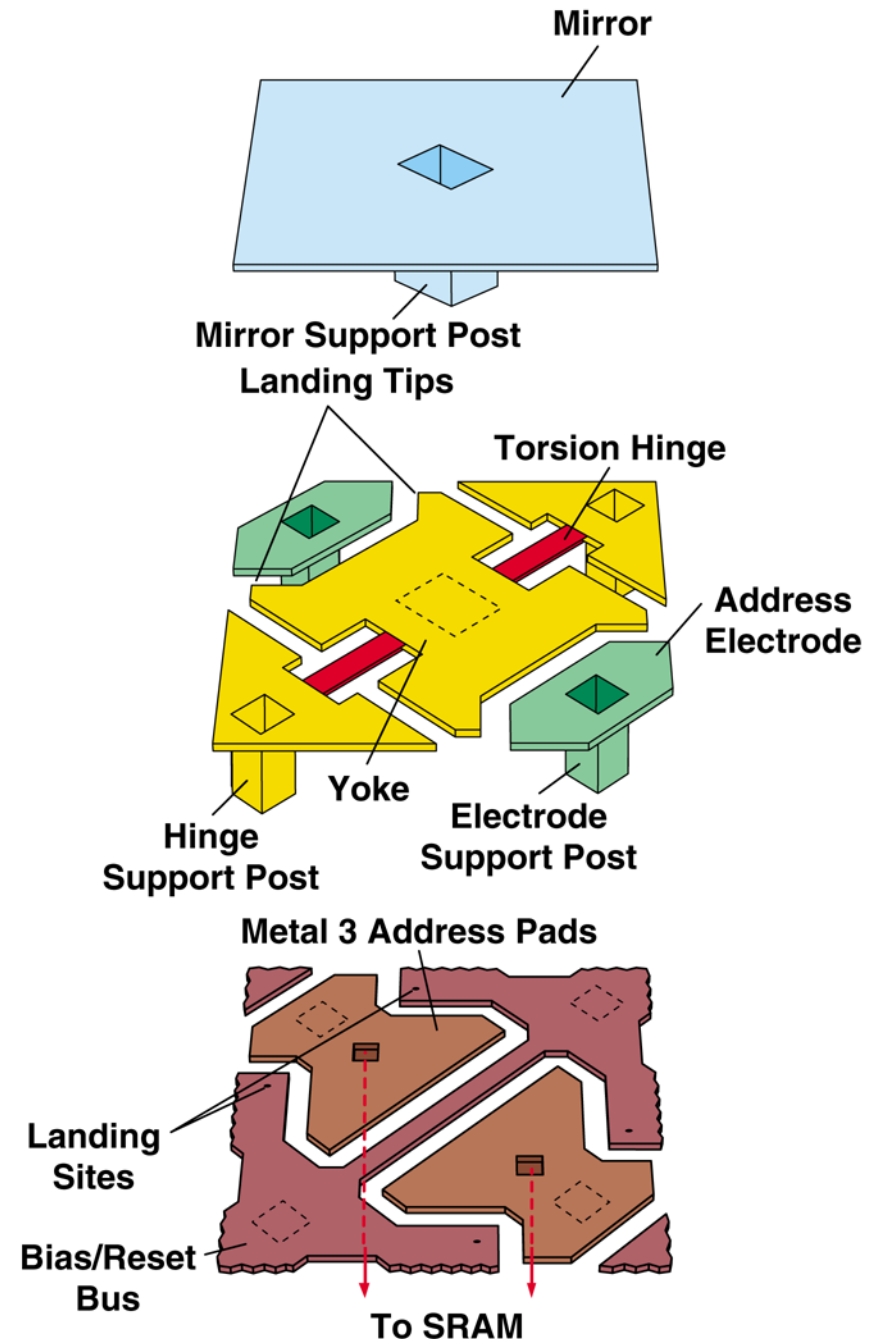 Mirror
Mirror Support Post
Landing Tips
Torsion Hinge
Address
Electrode
Yoke
Hinge
Support Post
Electrode
Support Post
Metal 3 Address Pads
Landing
Sites
Bias/Reset
Bus
To SRAM